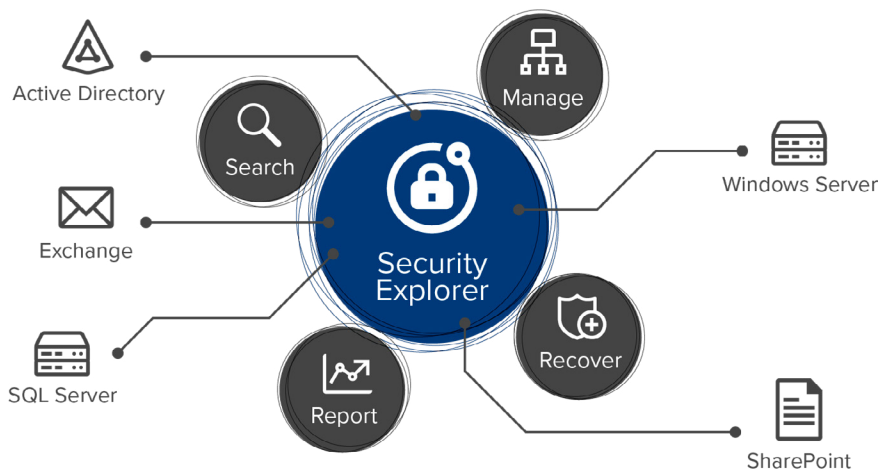 Active Directory
Manage
Search
Windows Server
Exchange
Security
Explorer
Recover
SQL Server
Report
SharePoint